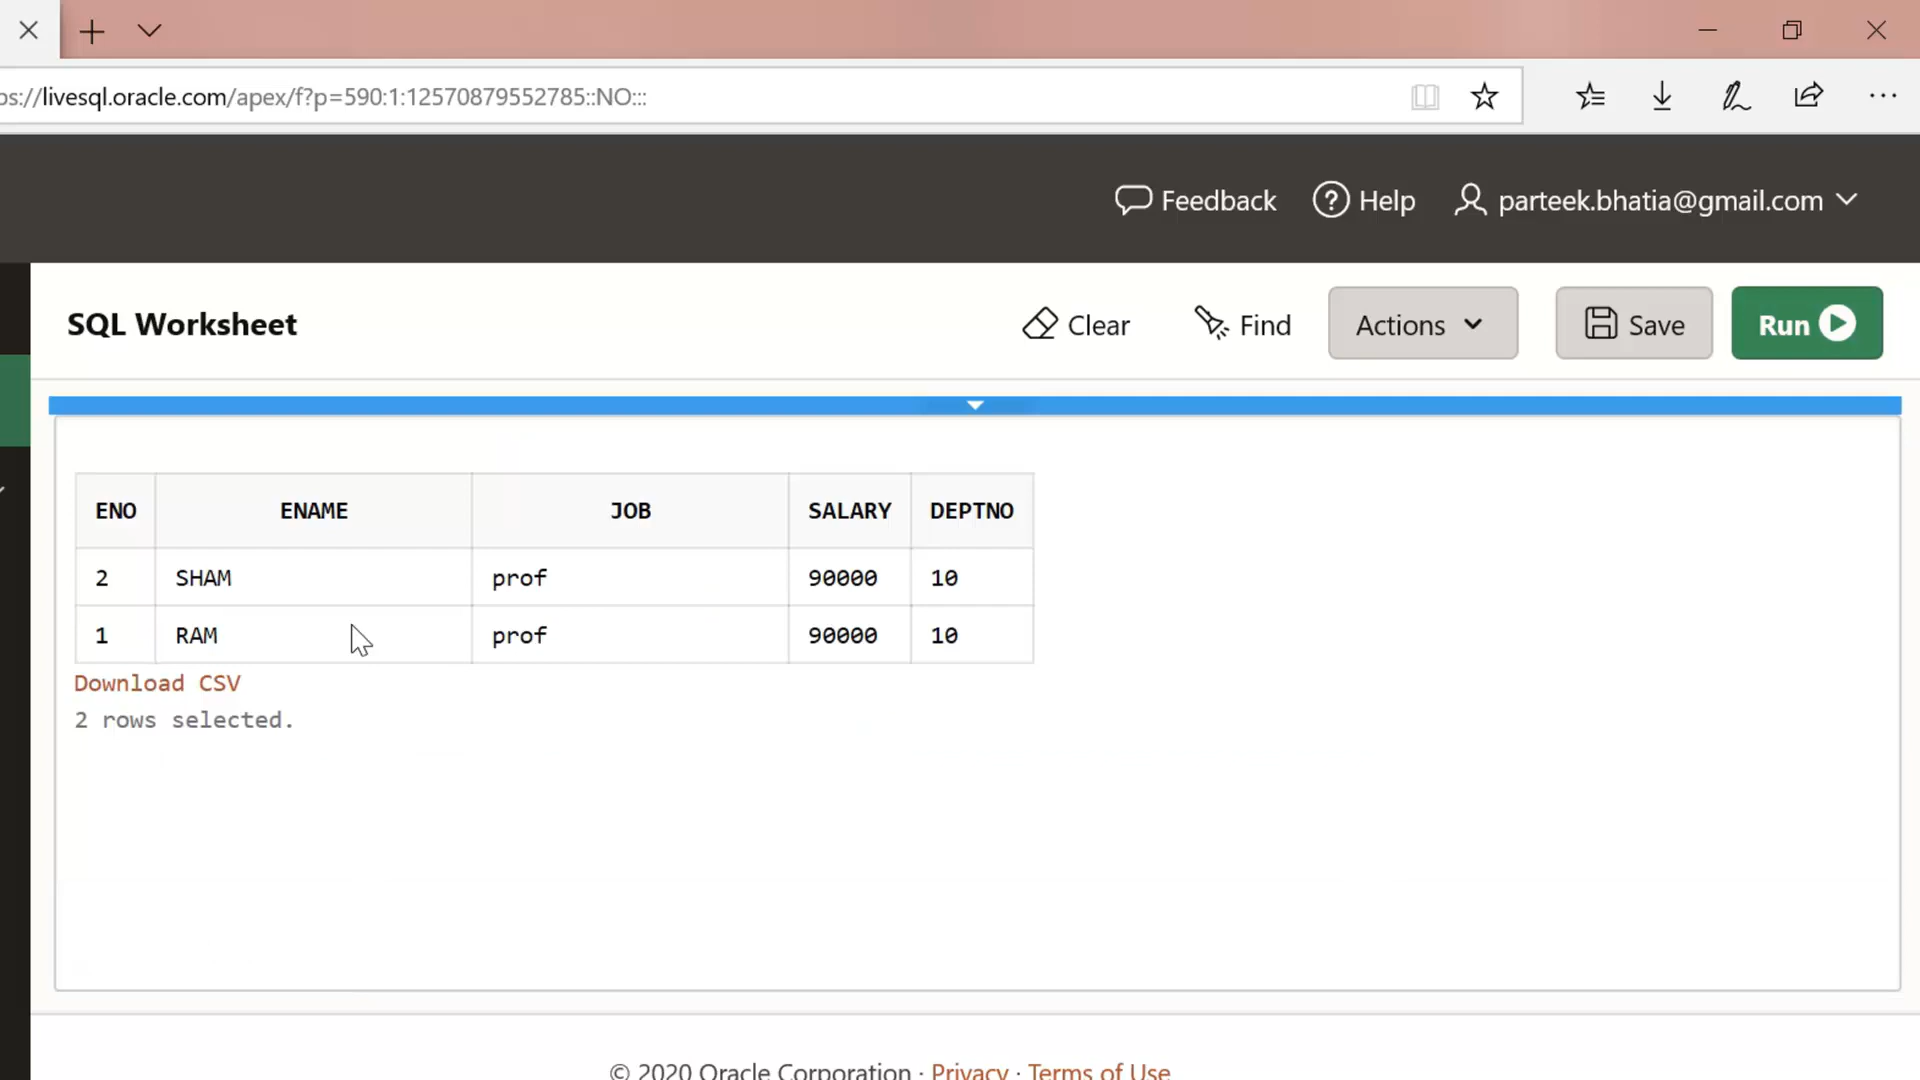 ps://livesql.oracle.com/apex/f?p=590:1:12570879552785::NO:::
Feedback Help parteek.bhatia@gmail.com
SQL Worksheet Clear Find Actions Save Run
ENO ENAME JOB SALARY DEPTNO
2 SHAM prof 90000 10
1 RAM prof 90000 10
Download CSV
2 rows selected.
© 2020 Oracle Corporation · Privacy · Terms of Use